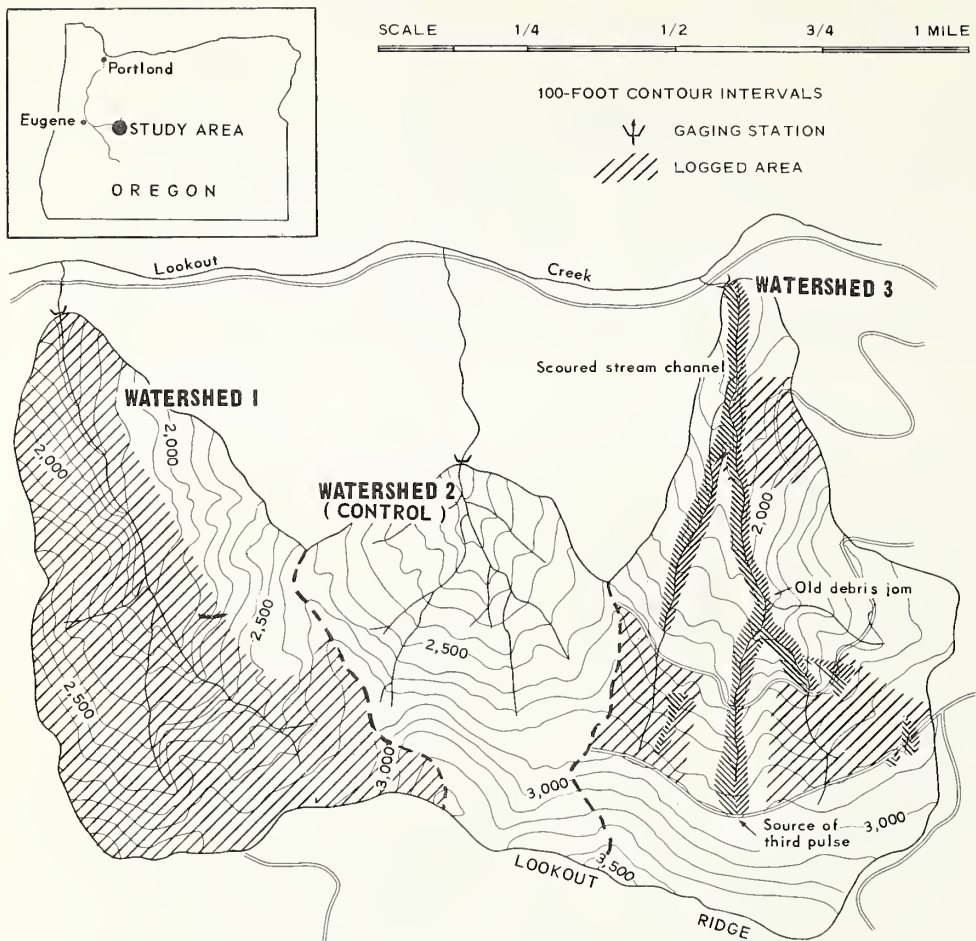 Portland
Eugene
STUDY AREA
OREGON
SCALE 1/4 1/2 3/4 1 MILE
100-FOOT CONTOUR INTERVALS
GAGING STATION
LOGGED AREA
Lookout Creek
WATERSHED 3
Scoured stream channel
WATERSHED 1
2,000
2,000
WATERSHED 2
( CONTROL )
2,000
Old debris jam
2,500
2,500
2,500
3,000
3,000
Source of
third pulse
3,000
3,500
LOOKOUT
RIDGE